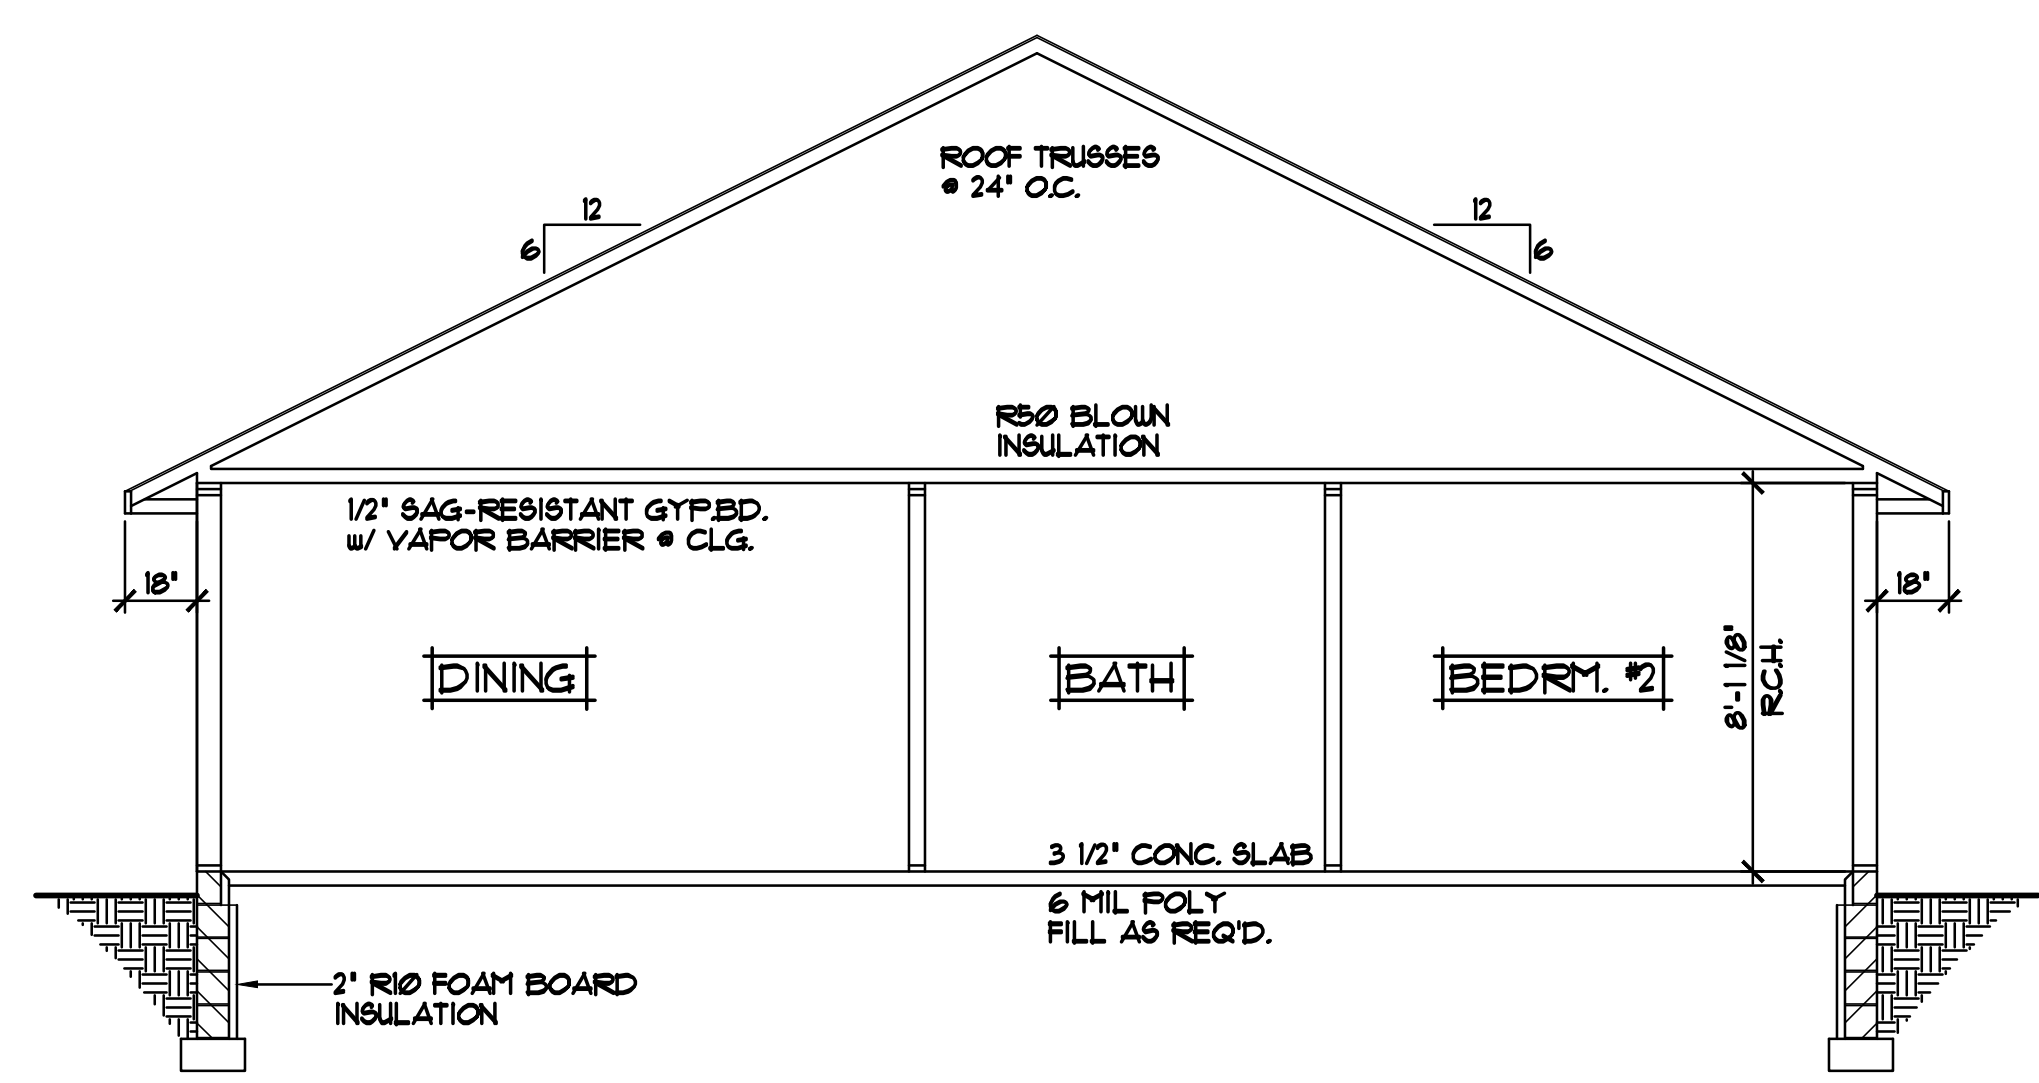 ROOF TRUSSES
@ 24" O.C.
12
6
12
6
R50 BLOWN
INSULATION
1/2" SAG-RESISTANT GYP.BD.
w/ VAPOR BARRIER @ CLG.
18"
18"
DINING
BATH
BEDRM. #2
8'-1 1/8"
R.C.H.
3 1/2" CONC. SLAB
6 MIL POLY
FILL AS REQ'D.
2" R10 FOAM BOARD
INSULATION